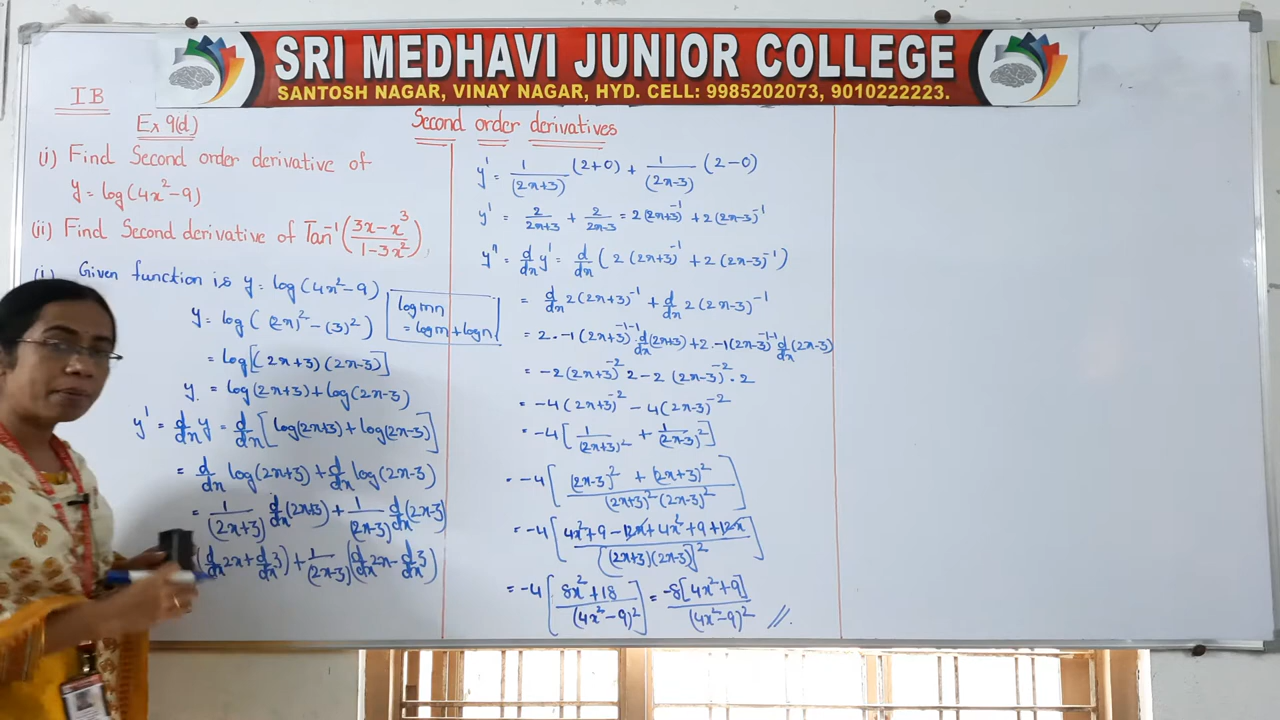 SRI MEDHAVI JUNIOR COLLEGE
SANTOSH NAGAR, VINAY NAGAR, HYD. CELL: 9985202073, 9010222223.
I B
Ex 9(d)
Second order derivatives
(i) Find Second order derivative of
y = log(4x²-9)
(ii) Find Second derivative of Tan⁻¹((3x-x³)/(1-3x²)),
(i) Given function is y = log(4x²-9)
y = log((2x)²-(3)²)
log mn
= log m + log n
= log[(2x+3)(2x-3)]
y. = log(2x+3)+log(2x-3)
y' = d/dx y = d/dx [log(2x+3)+log(2x-3)]
= d/dx log(2x+3)+d/dx log(2x-3)
= 1/(2x+3) d/dx(2x+3)+1/(2x-3) d/dx(2x-3)
(d/dx 2x+d/dx 3)+1/(2x-3)(d/dx 2x-d/dx 3)
y' = 1/(2x+3) (2+0) + 1/(2x-3) (2-0)
y' = 2/2x+3 + 2/2x-3 = 2(2x+3)⁻¹ + 2(2x-3)⁻¹
y'' = d/dx y' = d/dx (2(2x+3)⁻¹ + 2(2x-3)⁻¹)
= d/dx 2(2x+3)⁻¹ + d/dx 2(2x-3)⁻¹
= 2·-1(2x+3)⁻¹⁻¹ d/dx(2x+3)+2·-1(2x-3)⁻¹⁻¹ d/dx(2x-3)
= -2(2x+3)⁻² 2-2(2x-3)⁻²·2
= -4(2x+3)⁻² - 4(2x-3)⁻²
= -4[1/(2x+3)² + 1/(2x-3)²]
= -4[((2x-3)² + (2x+3)²)/((2x+3)²(2x-3)²)]
= -4[(4x²+9-12x+4x²+9+12x)/[(2x+3)(2x-3)]²]
= -4[(8x²+18)/(4x²-9)²] = -8[4x²+9]/(4x²-9)² //.